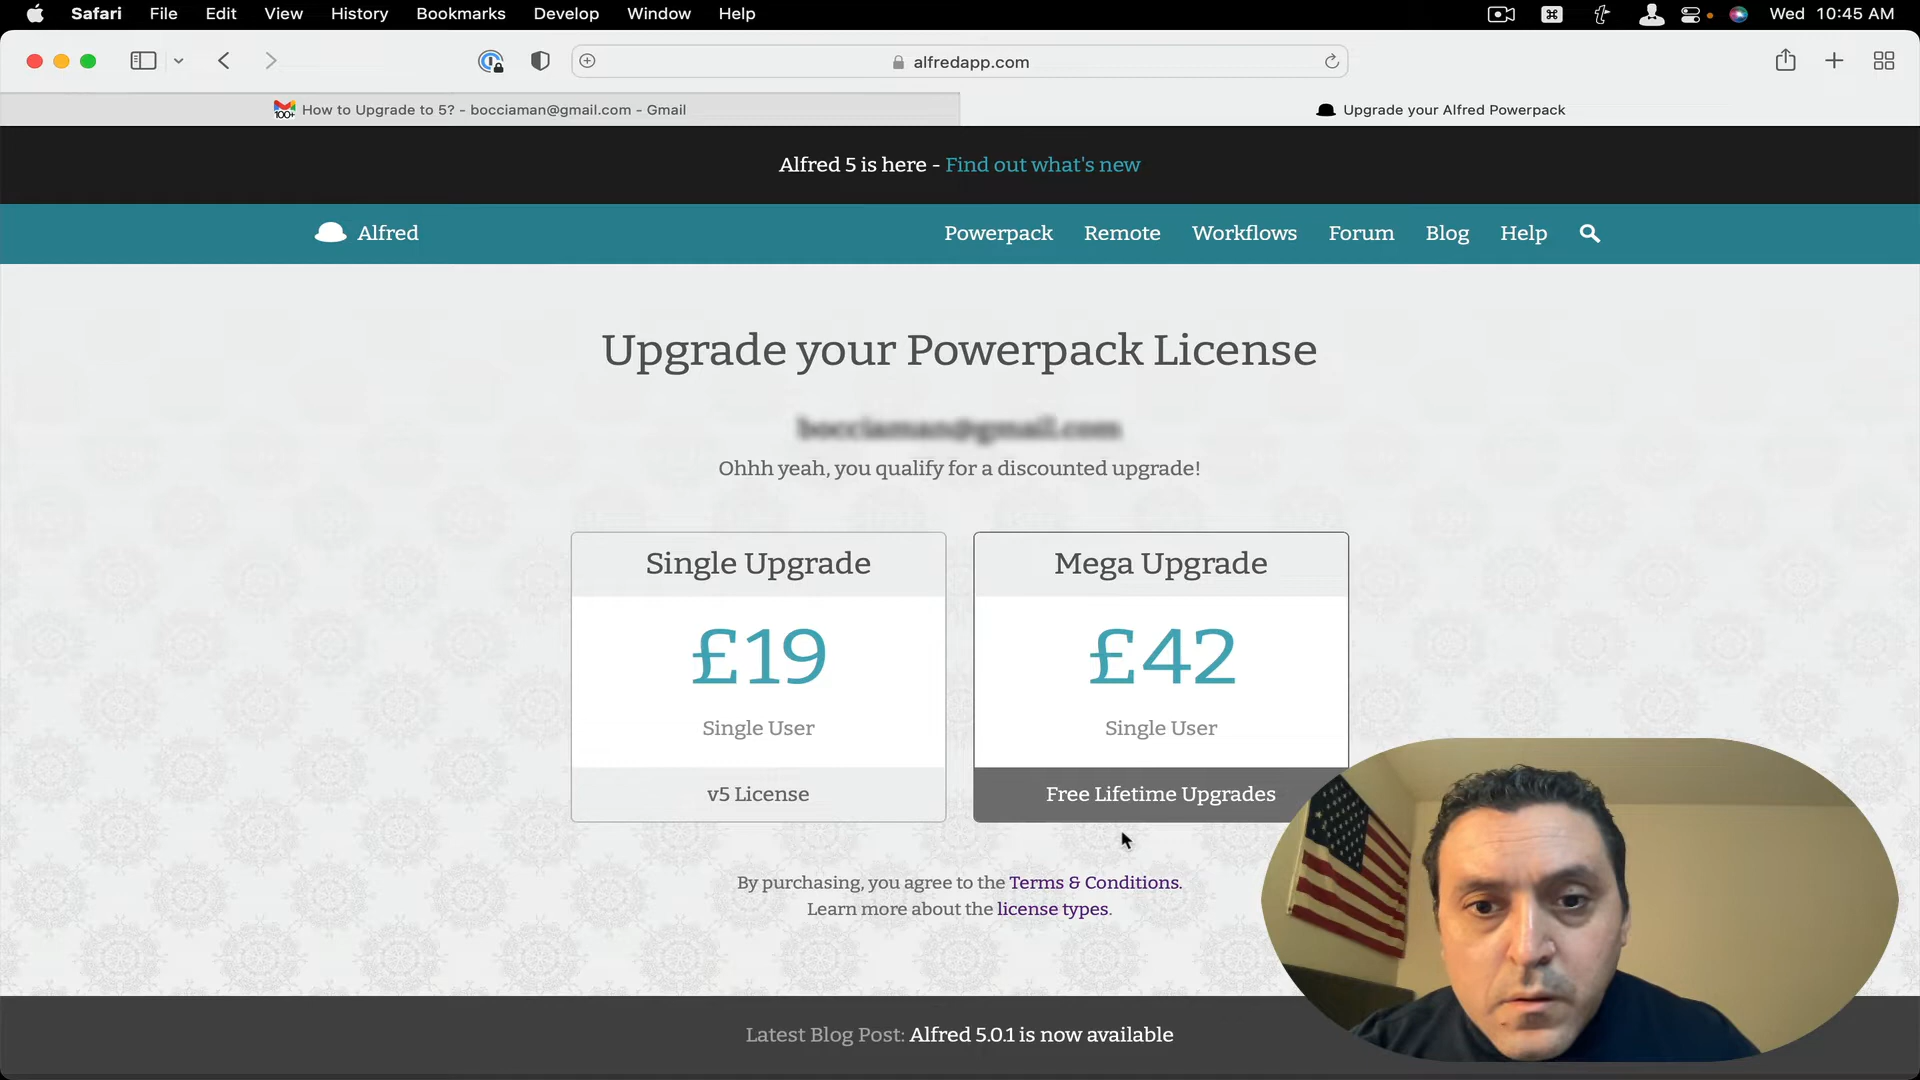 Safari File Edit View History Bookmarks Develop Window Help Wed 10:45 AM
alfredapp.com
100+ How to Upgrade to 5? - bocciaman@gmail.com - Gmail
Upgrade your Alfred Powerpack
Alfred 5 is here - Find out what's new
Alfred Powerpack Remote Workflows Forum Blog Help
Upgrade your Powerpack License
bocciaman@gmail.com
Ohhh yeah, you qualify for a discounted upgrade!
Single Upgrade
£19
Single User
v5 License
Mega Upgrade
£42
Single User
Free Lifetime Upgrades
By purchasing, you agree to the Terms & Conditions.
Learn more about the license types.
Latest Blog Post: Alfred 5.0.1 is now available